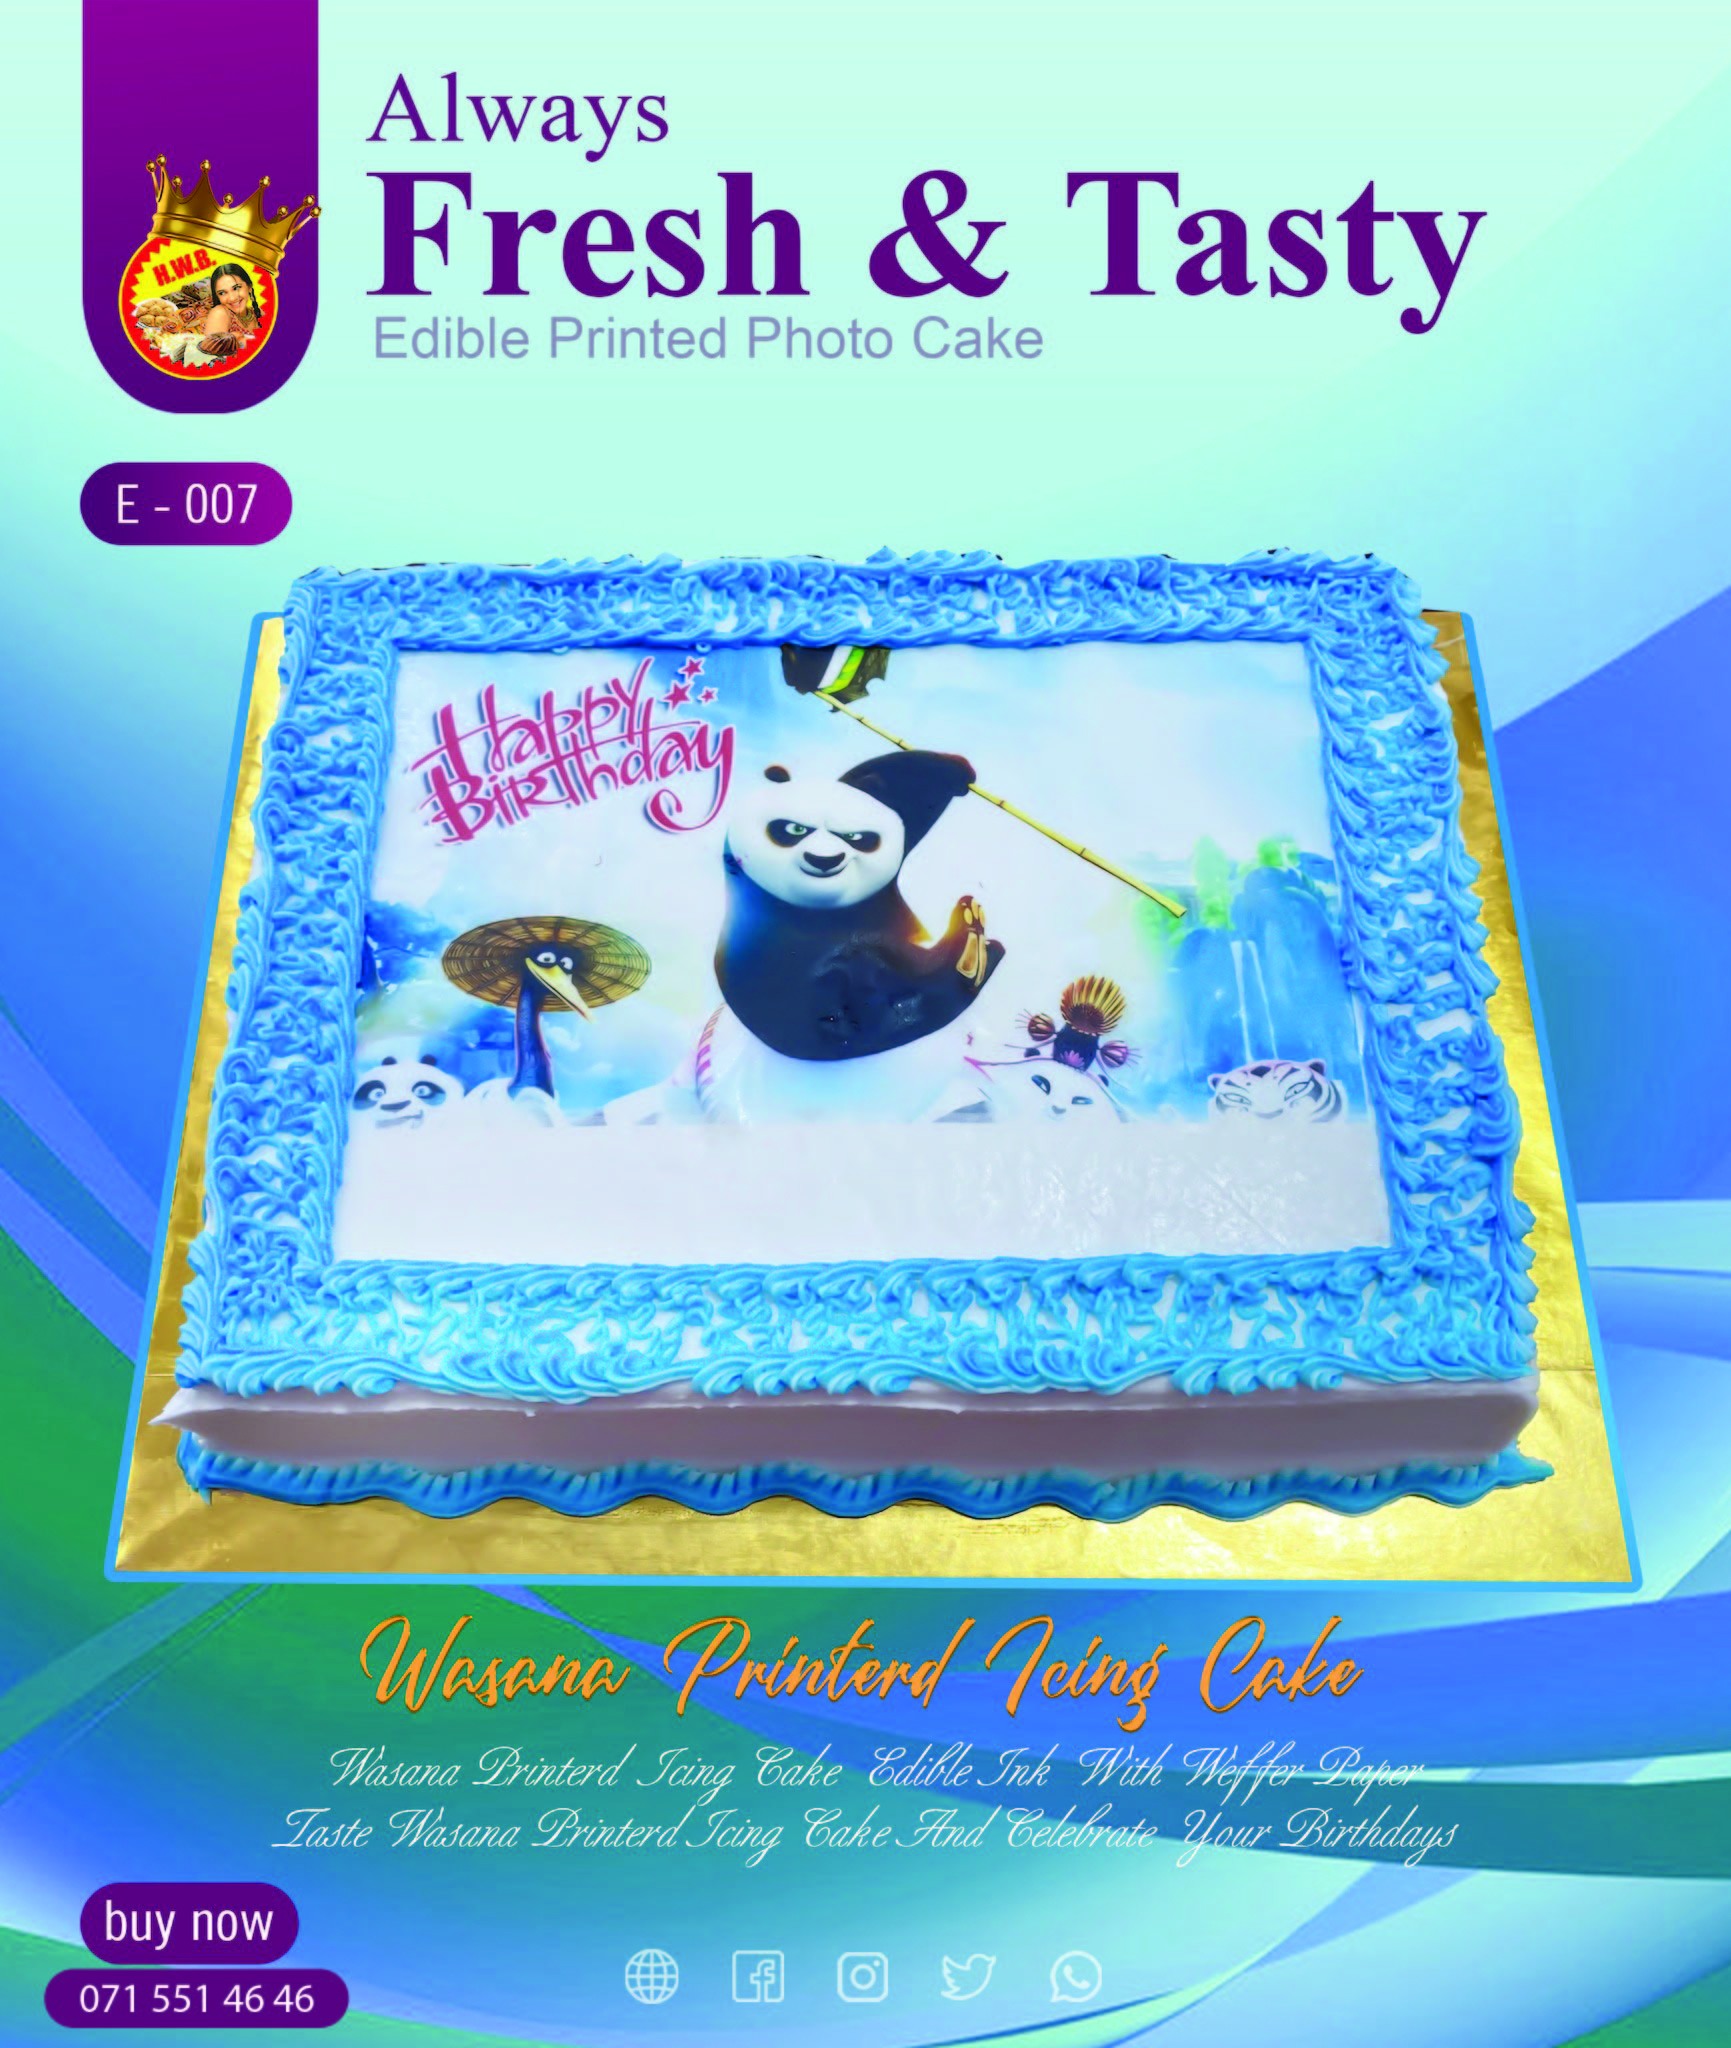 Always
Fresh & Tasty
Edible Printed Photo Cake
H.W.B.
E - 007
Happy
Birthday
Wasana Printerd Icing Cake
Wasana Printerd Icing Cake Edible Ink With Weffer Paper
Taste Wasana Printerd Icing Cake And Celebrate Your Birthdays
buy now
071 551 46 46